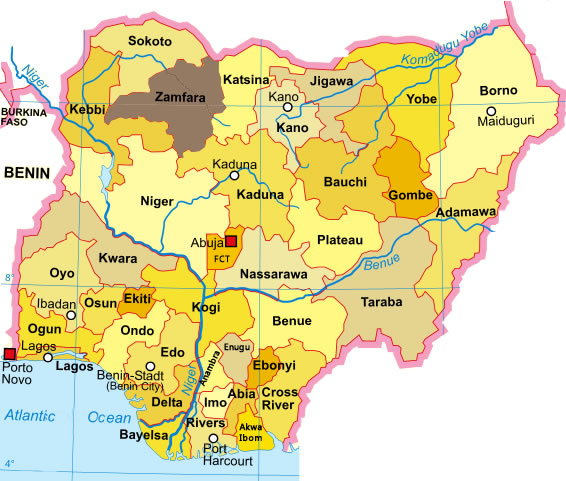 Sokoto
Niger
Komadugu Yobe
Katsina
Jigawa
Zamfara
Kebbi
Kano
Yobe
Borno
BURKINA
FASO
Kano
Maiduguri
BENIN
Kaduna
Niger
Kaduna
Bauchi
Gombe
Adamawa
Abuja
FCT
Plateau
Kwara
Oyo
Nassarawa
Benue
8°
Taraba
Ibadan
Osun
Ekiti
Kogi
Ogun
Ondo
Benue
Lagos
Lagos
Edo
Enugu
Porto
Novo
Benin-Stadt
(Benin City)
Anambra
Ebonyi
Niger
Delta
Imo
Abia
Cross
River
Atlantic Ocean
Bayelsa
Rivers
Akwa
Ibom
Port
Harcourt
4°